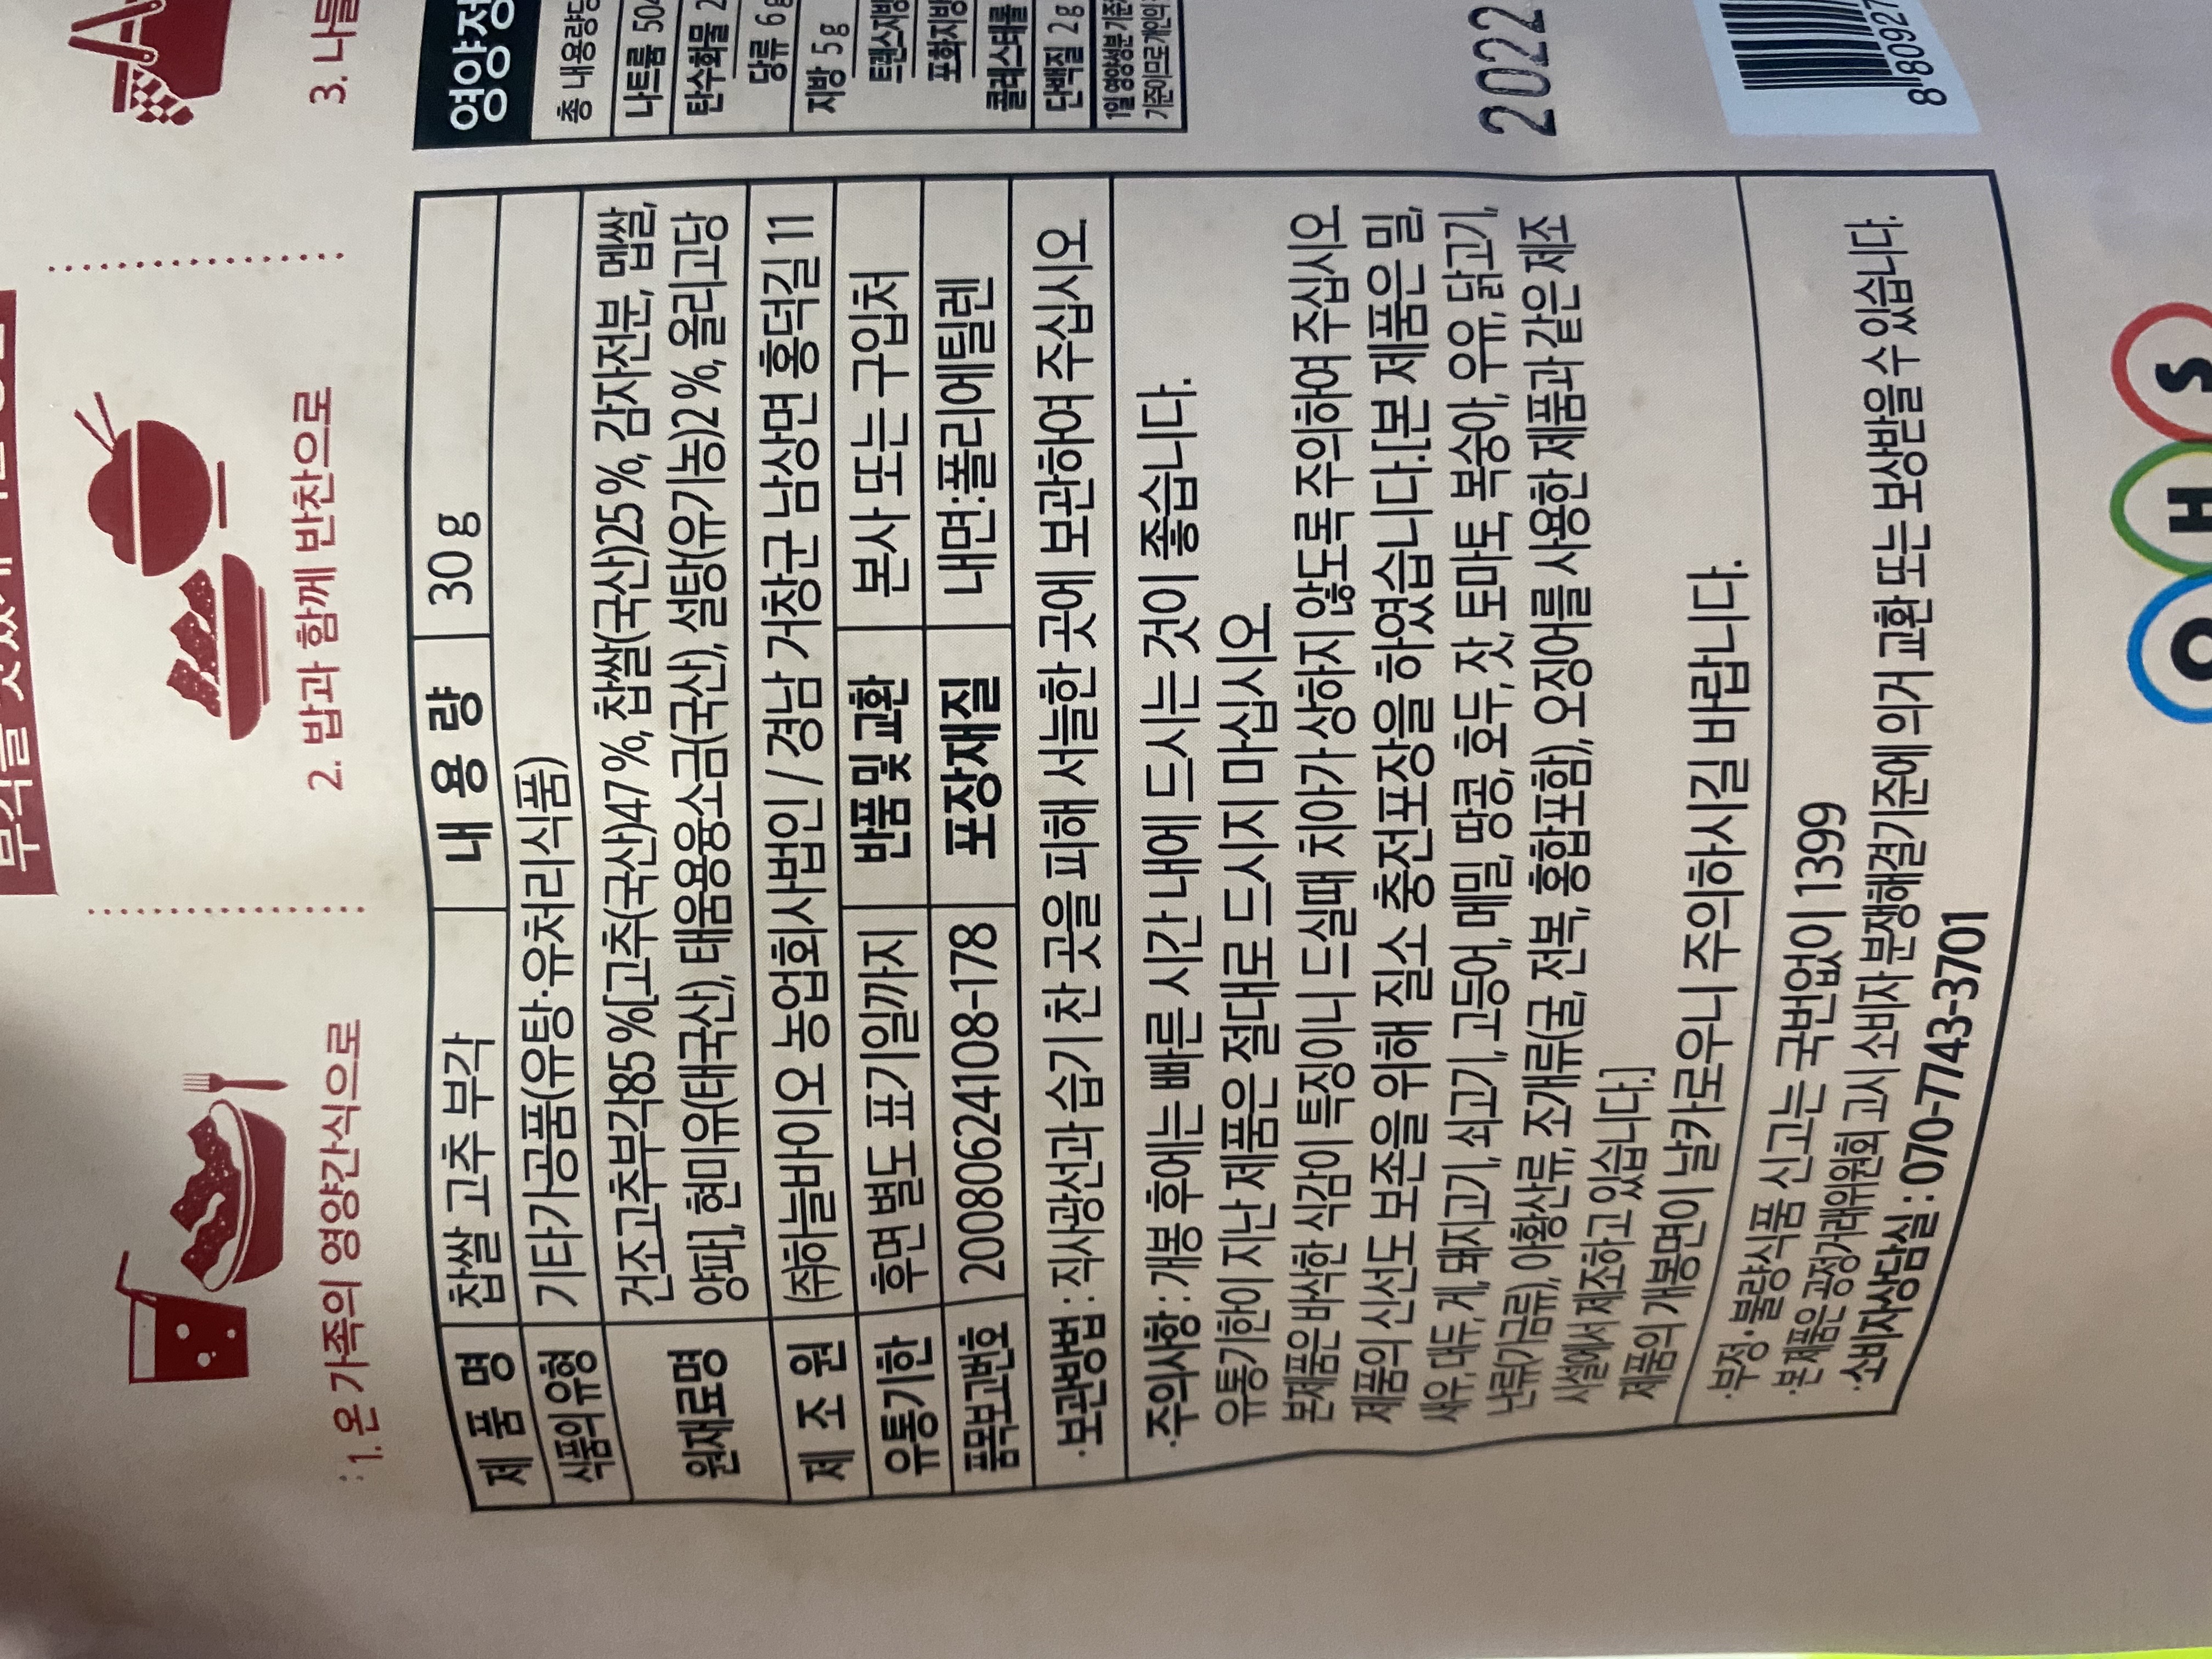 부각을 맛있게 먹는 방법
1. 온 가족의 영양간식으로
2. 밥과 함께 반찬으로
3. 나들
제 품 명 찹쌀 고추 부각 내 용 량 30 g
식품의 유형 기타가공품(유탕·유처리식품)
원재료명 건조고추부각85 %[고추(국산)47 %, 찹쌀(국산)25 %, 감자전분, 멥쌀,
양파], 현미유(태국산), 태움용융소금(국산), 설탕(유기농)2 %, 올리고당
제 조 원 ㈜하늘바이오 농업회사법인 / 경남 거창군 남상면 홍덕길 11
유통기한 후면 별도 표기일까지 반품 및 교환 본사 또는 구입처
품목보고번호 20080624108-178 포장재질 내면:폴리에틸렌
·보관방법 : 직사광선과 습기 찬 곳을 피해 서늘한 곳에 보관하여 주십시오.
·주의사항 : 개봉 후에는 빠른 시간 내에 드시는 것이 좋습니다.
유통기한이 지난 제품은 절대로 드시지 마십시오.
본제품은 바삭한 식감이 특징이니 드실때 치아가 상하지 않도록 주의하여 주십시오.
제품의 신선도 보존을 위해 질소 충전포장을 하였습니다.[본 제품은 밀,
새우, 대두, 게, 돼지고기, 쇠고기, 고등어, 메밀, 땅콩, 호두, 잣, 토마토, 복숭아, 우유, 닭고기,
난류(가금류), 아황산류, 조개류(굴, 전복, 홍합포함), 오징어를 사용한 제품과 같은 제조
시설에서 제조하고 있습니다.]
제품의 개봉면이 날카로우니 주의하시길 바랍니다.
·부정·불량식품 신고는 국번없이 1399
·본 제품은 공정거래위원회 고시 소비자 분쟁해결기준에 의거 교환 또는 보상받을 수 있습니다.
·소비자상담실 : 070-7743-3701
영양정
총 내용량당
나트륨 504
탄수화물 2
당류 6g
지방 5g
트랜스지방
포화지방
콜레스테롤
단백질 2g
1일 영양성분 기준치
기준이므로 개인의
2022
8 80927
O H S